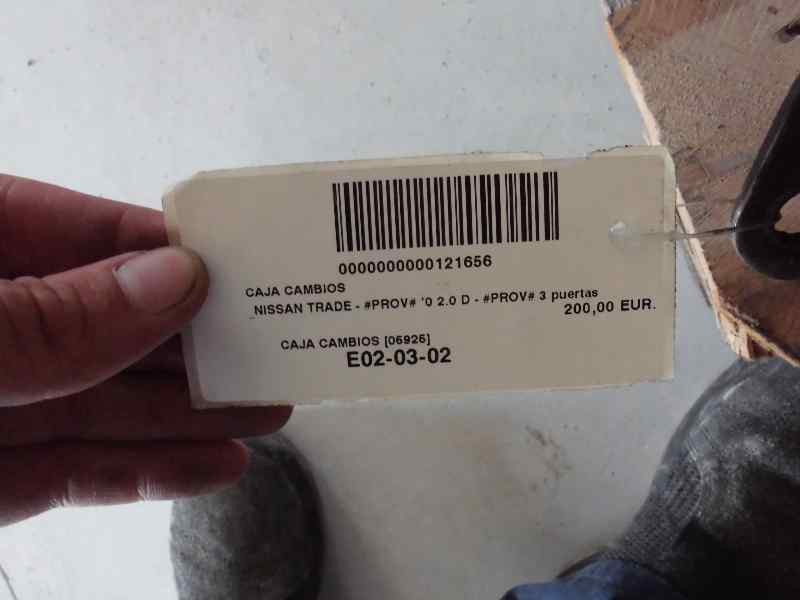 0000000000121656
CAJA CAMBIOS
NISSAN TRADE - #PROV# '0 2.0 D - #PROV# 3 puertas
200,00 EUR.
CAJA CAMBIOS [05925]
E02-03-02